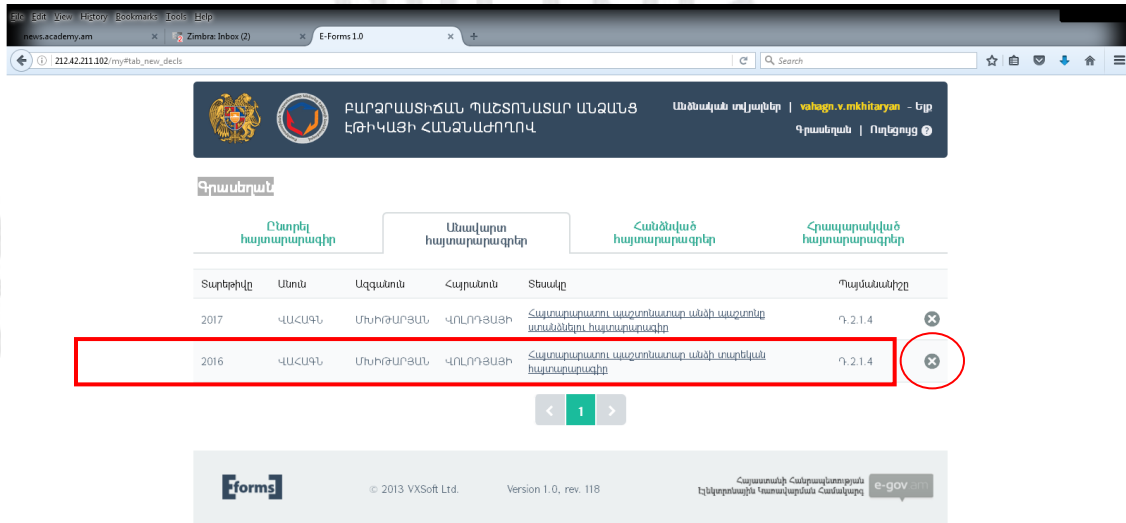 File Edit View History Bookmarks Tools Help
news.academy.am
Zimbra: Inbox (2)
E-Forms 1.0
212.42.211.102/my#tab_new_decls
Search
ԲԱՐՁՐԱՍՏԻՃԱՆ ՊԱՇՏՈՆԱՏԱՐ ԱՆՁԱՆՑ
ԷԹԻԿԱՅԻ ՀԱՆՁՆԱԺՈՂՈՎ
Անձնական տվյալներ | vahagn.v.mkhitaryan - Ելք
Գրասեղան | Ուղեցույց ?
Գրասեղան
Ընտրել
հայտարարագիր
Անավարտ
հայտարարագրեր
Հանձնված
հայտարարագրեր
Հրապարակված
հայտարարագրեր
Տարեթիվը Անուն Ազգանուն Հայրանուն Տեսակը Պայմանանիշը
2017 ՎԱՀԱԳՆ ՄԽԻԹԱՐՅԱՆ ՎՈԼՈԴՅԱՅԻ Հայտարարատու պաշտոնատար անձի պաշտոնը
ստանձնելու հայտարարագիր Դ.2.1.4
2016 ՎԱՀԱԳՆ ՄԽԻԹԱՐՅԱՆ ՎՈԼՈԴՅԱՅԻ Հայտարարատու պաշտոնատար անձի տարեկան
հայտարարագիր Դ.2.1.4
1
Eforms
© 2013 VXSoft Ltd.
Version 1.0, rev. 118
Հայաստանի Հանրապետության
Էլեկտրոնային Կառավարման Համակարգ
e-gov.am